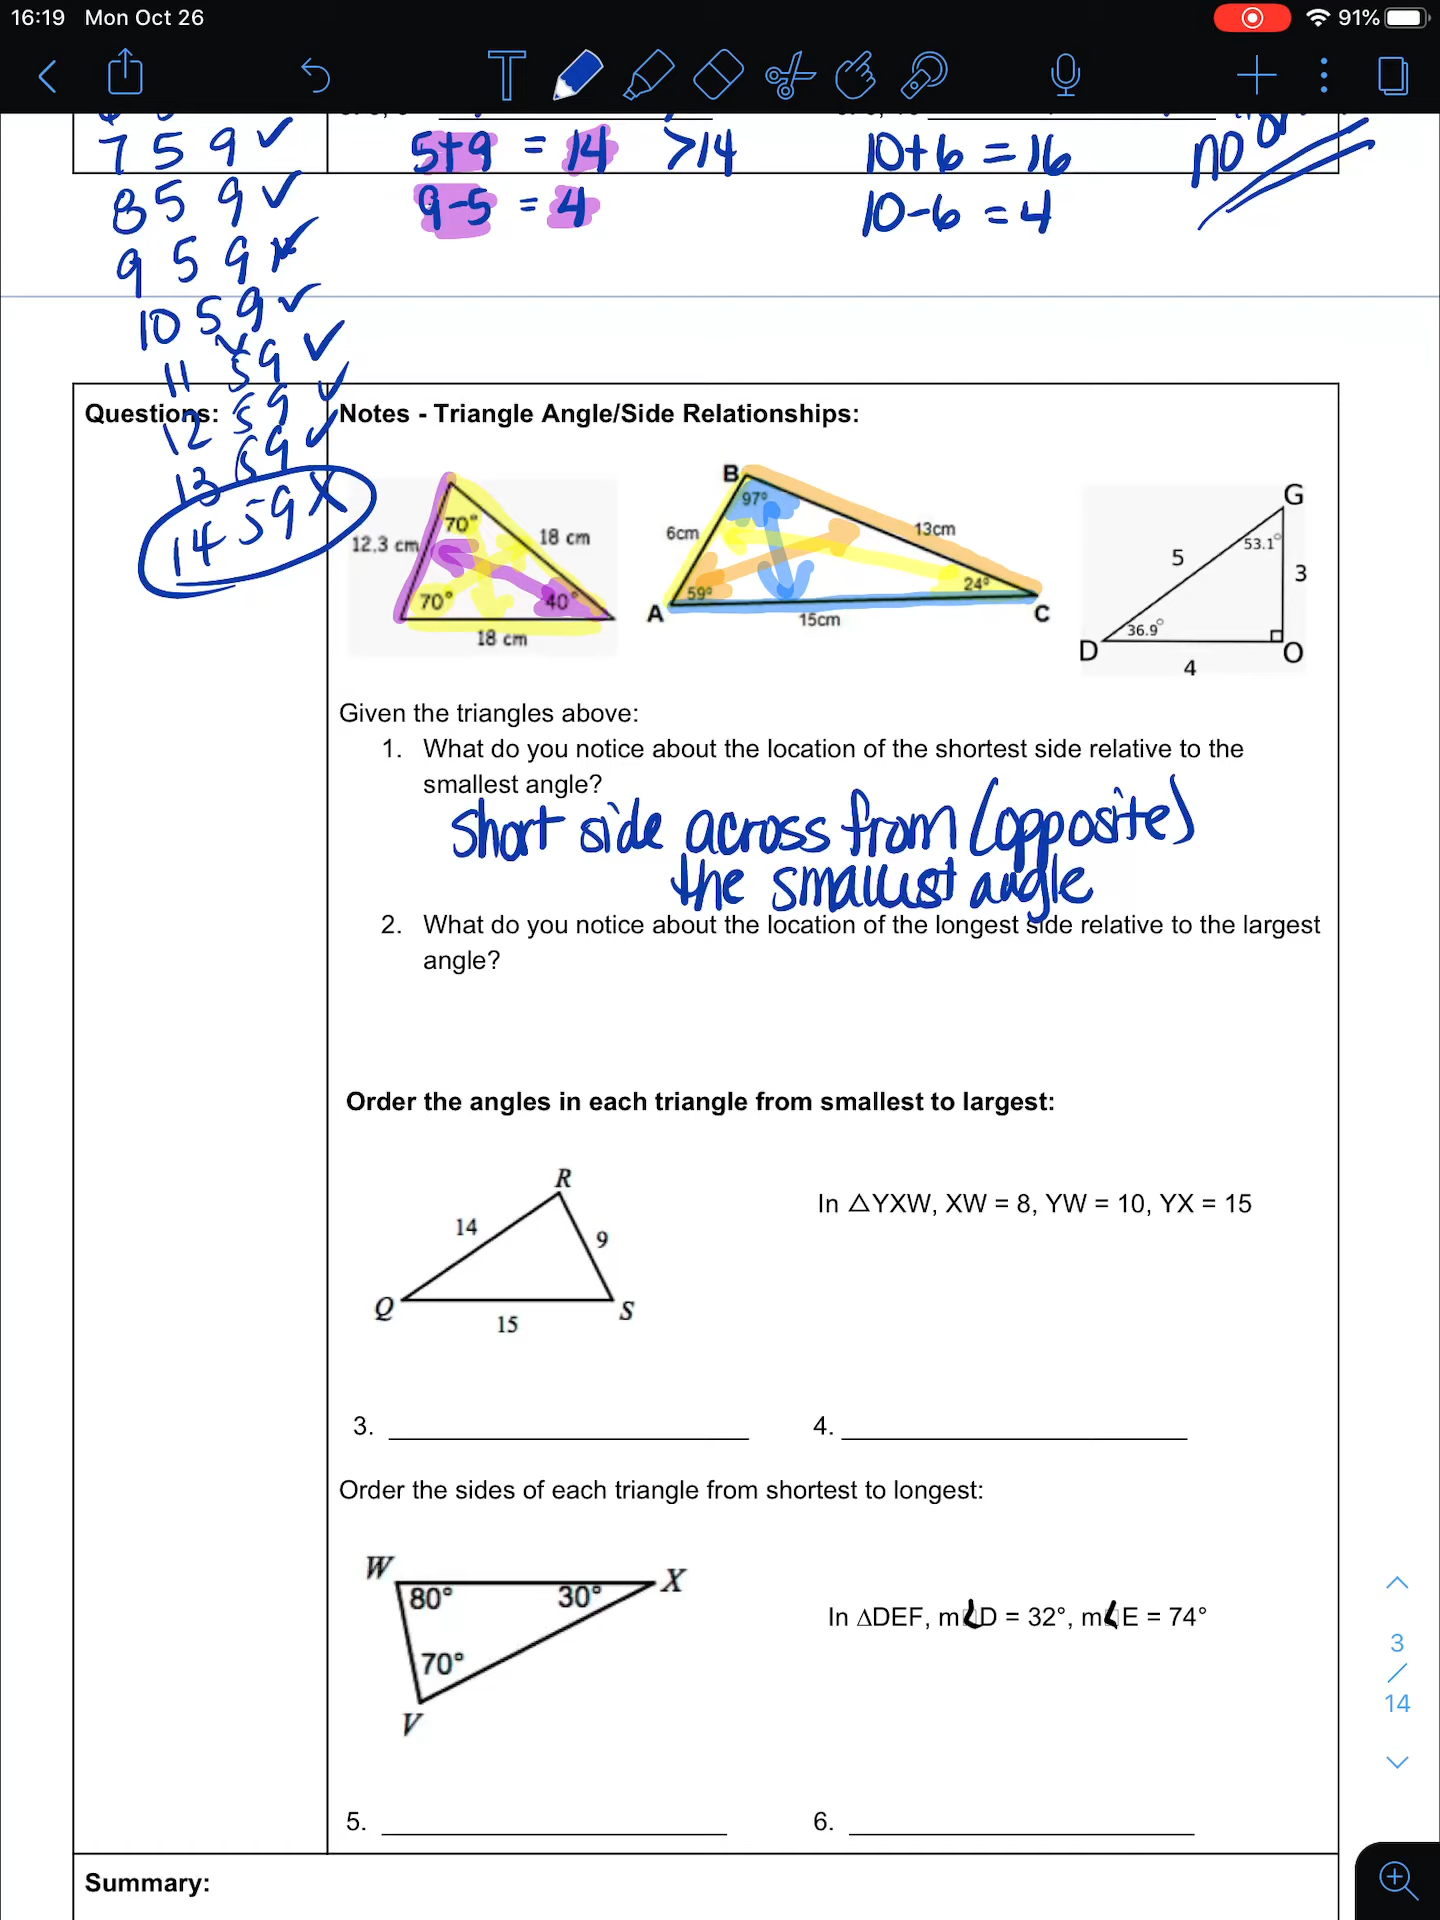 16:19 Mon Oct 26 91%
7 5 9 ✓
5+9 = 14 >14
10+6 = 16
no
8 5 9 ✓
9-5 = 4
10-6 = 4
9 5 9
10 5 9 ✓
11 5 9 ✓
12 5 9 ✓
13 5 9 ✓
14 5 9 X
Questions:
Notes - Triangle Angle/Side Relationships:
70°
12.3 cm
18 cm
70°
40°
18 cm
B
97°
6cm
13cm
59°
24°
A
C
15cm
G
53.1°
5
3
36.9°
D
O
4
Given the triangles above:
1. What do you notice about the location of the shortest side relative to the
smallest angle?
short side across from (opposite)
the smallest angle
2. What do you notice about the location of the longest side relative to the largest
angle?
Order the angles in each triangle from smallest to largest:
R
14
9
Q
S
15
In △YXW, XW = 8, YW = 10, YX = 15
3.
4.
Order the sides of each triangle from shortest to longest:
W
X
80°
30°
70°
V
In ΔDEF, m∠D = 32°, m∠E = 74°
3
/
14
5.
6.
Summary: